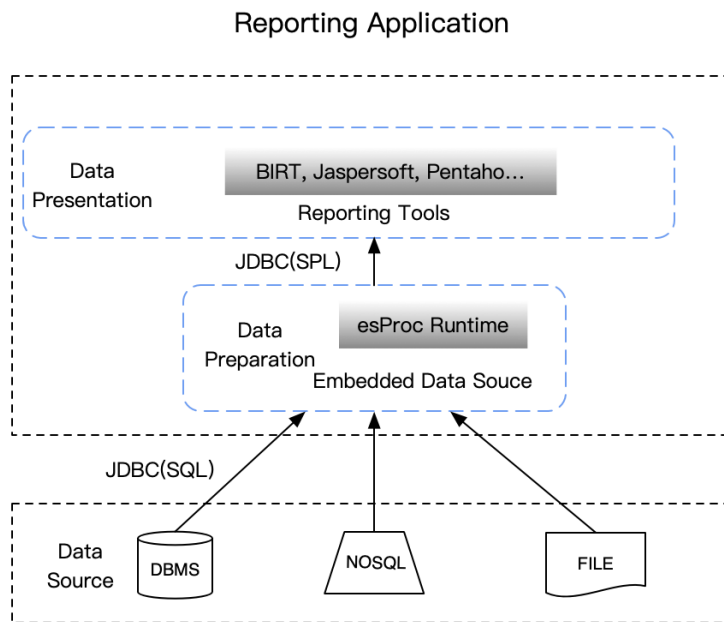 Reporting Application
Data
Presentation
BIRT, Jaspersoft, Pentaho...
Reporting Tools
JDBC(SPL)
Data
Preparation
esProc Runtime
Embedded Data Souce
JDBC(SQL)
Data
Source
DBMS
NOSQL
FILE